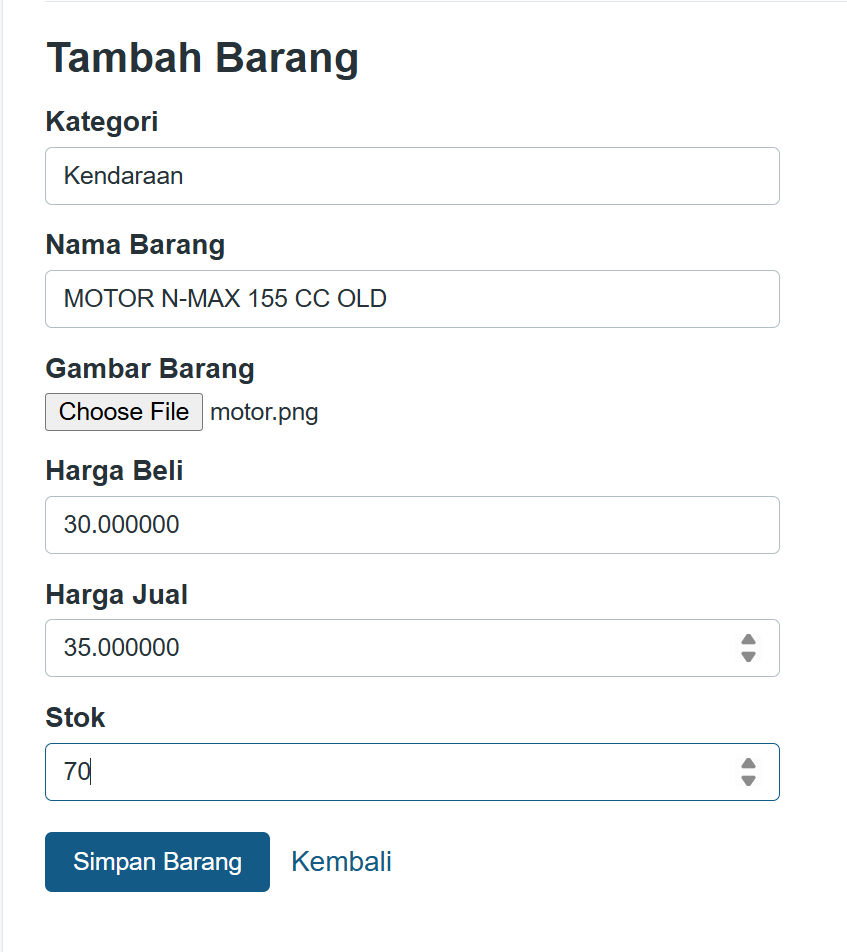 Tambah Barang
Kategori
Kendaraan
Nama Barang
MOTOR N-MAX 155 CC OLD
Gambar Barang
Choose File motor.png
Harga Beli
30.000000
Harga Jual
35.000000
Stok
70
Simpan Barang Kembali